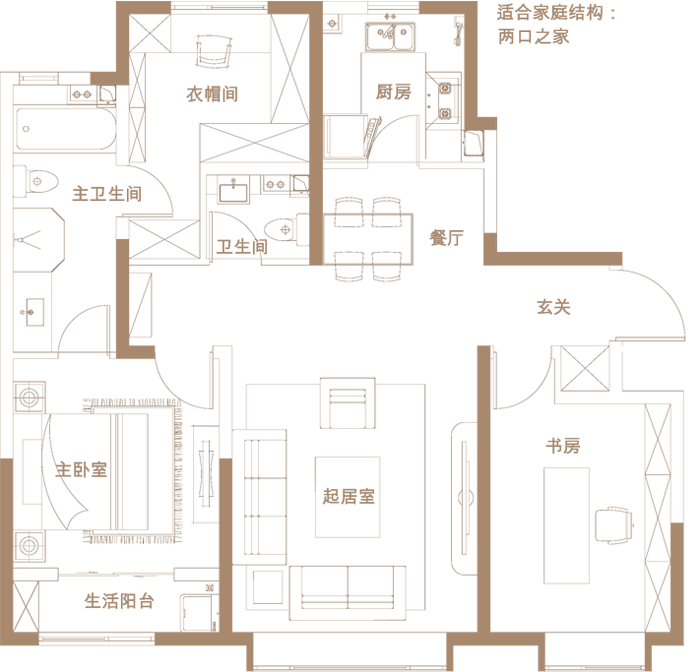 适合家庭结构：
两口之家
衣帽间
厨房
主卫生间
卫生间
餐厅
玄关
书房
主卧室
起居室
生活阳台